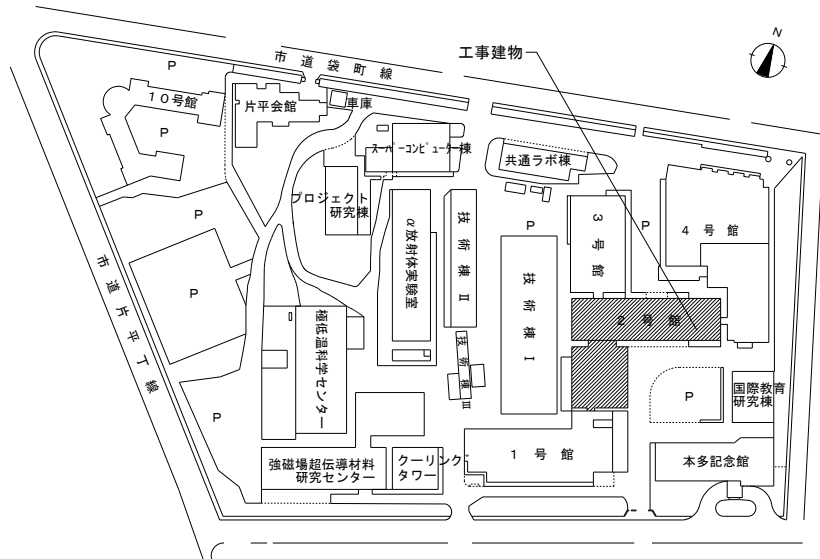 市道袋町線
N
工事建物
P
10号館
P
片平会館
車庫
スーパーコンピューター棟
共通ラボ棟
プロジェクト
研究棟
P
P
α放射体実験室
技術棟Ⅱ
P
3号館
P
4号館
市道片平丁線
P
技術棟Ⅰ
2号館
極低温科学センター
技術棟Ⅲ
P
P
国際教育
研究棟
強磁場超伝導材料
研究センター
クーリング
タワー
1号館
本多記念館